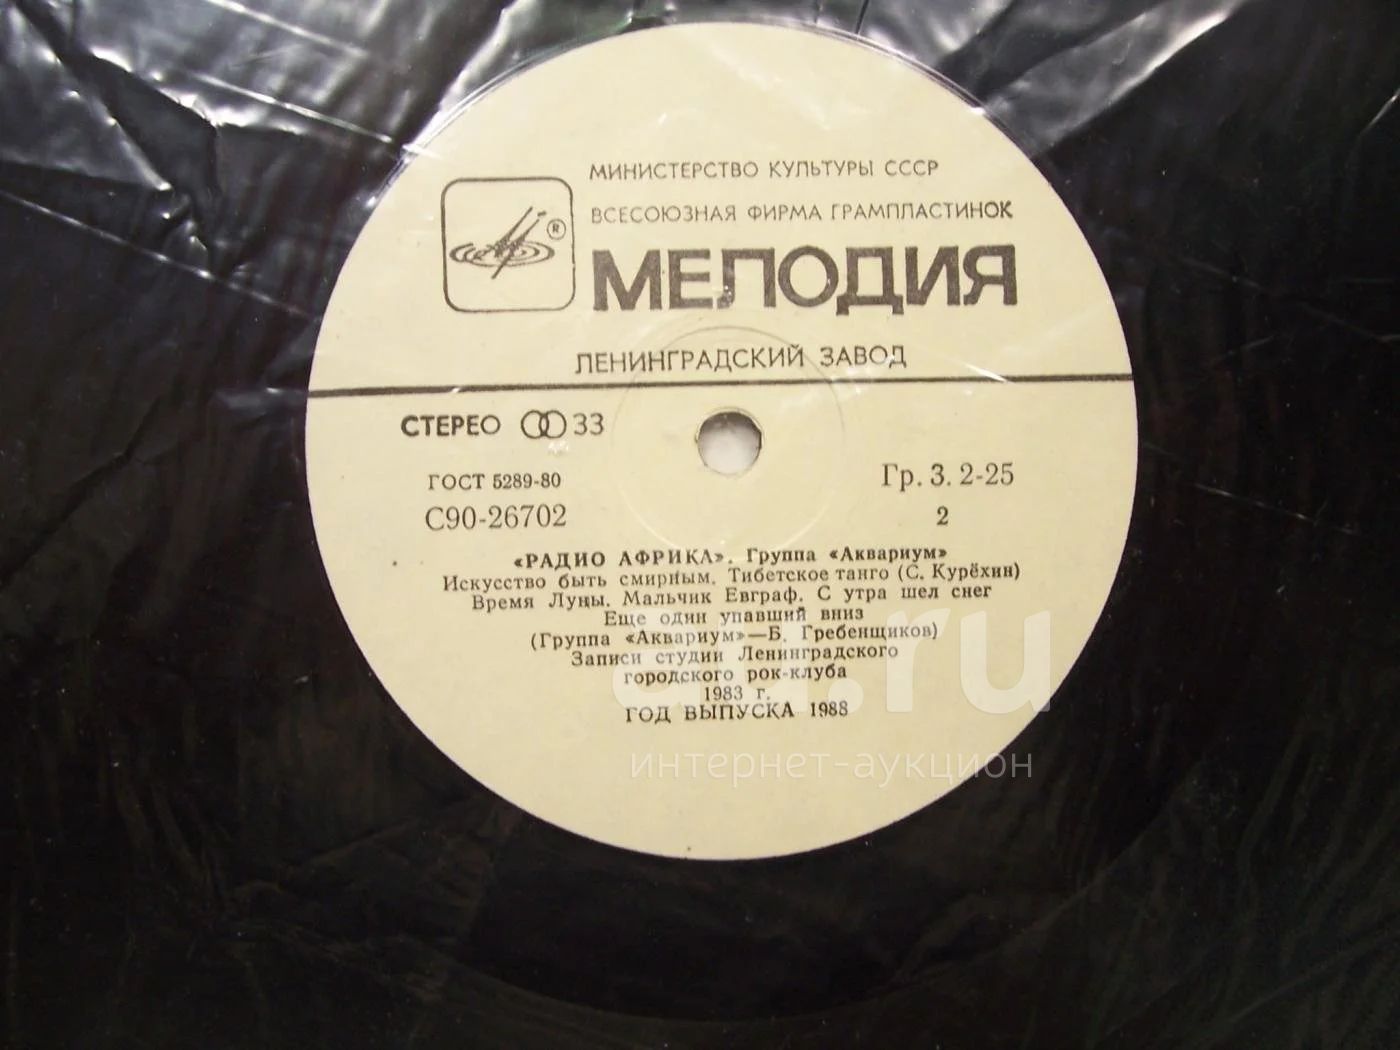 МИНИСТЕРСТВО КУЛЬТУРЫ СССР
ВСЕСОЮЗНАЯ ФИРМА ГРАМПЛАСТИНОК
®
МЕЛОДИЯ
ЛЕНИНГРАДСКИЙ ЗАВОД
СТЕРЕО 33
ГОСТ 5289-80
Гр. 3. 2-25
С90-26702
2
«РАДИО АФРИКА». Группа «Аквариум»
Искусство быть смирным. Тибетское танго (С. Курёхин)
Время Луны. Мальчик Евграф. С утра шел снег
Еще один упавший вниз
(Группа «Аквариум»—Б. Гребенщиков)
Записи студии Ленинградского
городского рок-клуба
1983 г.
ГОД ВЫПУСКА 1988
au.ru
интернет-аукцион